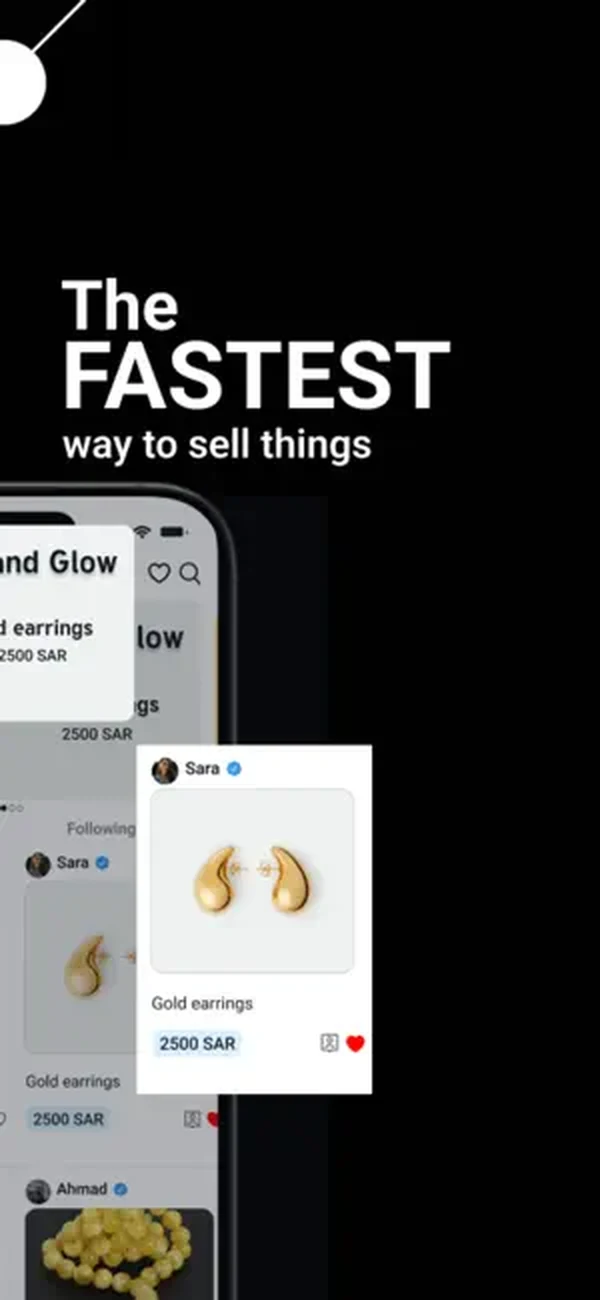 The
FASTEST
way to sell things
and Glow
earrings
2500 SAR
low
gs
2500 SAR
Following
Sara
Gold earrings
2500 SAR
Sara
Gold earrings
2500 SAR
Ahmad